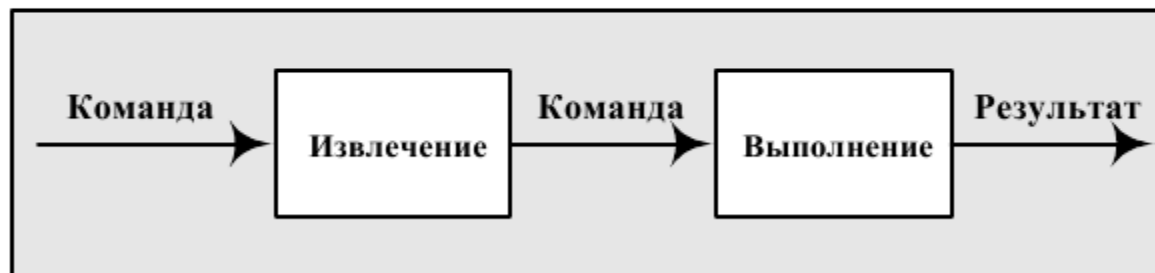 Команда
Извлечение
Команда
Выполнение
Результат